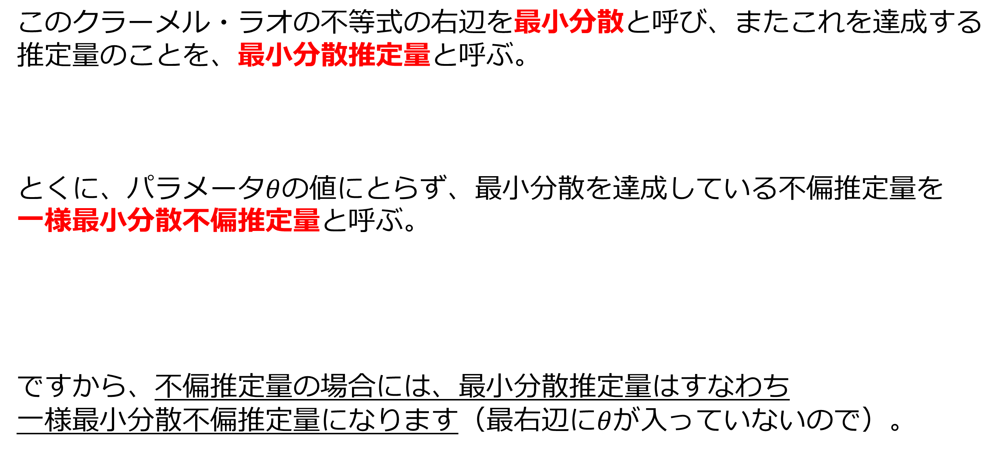 このクラーメル・ラオの不等式の右辺を最小分散と呼び、またこれを達成する
推定量のことを、最小分散推定量と呼ぶ。
とくに、パラメータθの値にとらず、最小分散を達成している不偏推定量を
一様最小分散不偏推定量と呼ぶ。
ですから、不偏推定量の場合には、最小分散推定量はすなわち
一様最小分散不偏推定量になります（最右辺にθが入っていないので）。